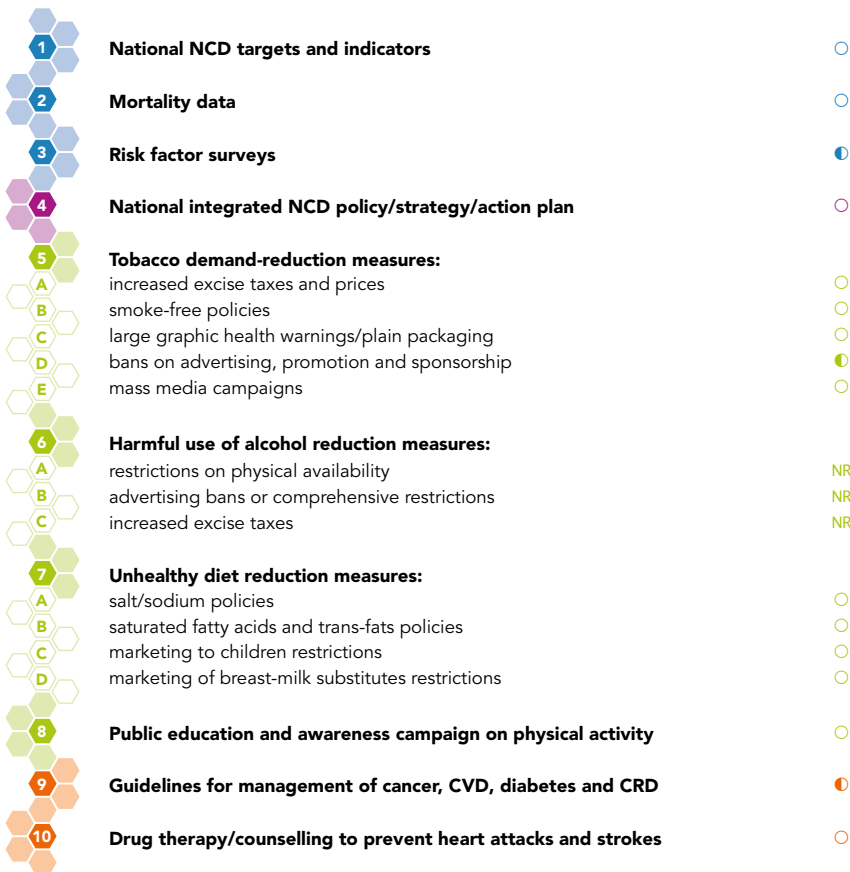 1 National NCD targets and indicators ○
2 Mortality data ○
3 Risk factor surveys ◐
4 National integrated NCD policy/strategy/action plan ○
5 Tobacco demand-reduction measures:
A increased excise taxes and prices ○
B smoke-free policies ○
C large graphic health warnings/plain packaging ○
D bans on advertising, promotion and sponsorship ◐
E mass media campaigns ○
6 Harmful use of alcohol reduction measures:
A restrictions on physical availability NR
B advertising bans or comprehensive restrictions NR
C increased excise taxes NR
7 Unhealthy diet reduction measures:
A salt/sodium policies ○
B saturated fatty acids and trans-fats policies ○
C marketing to children restrictions ○
D marketing of breast-milk substitutes restrictions ○
8 Public education and awareness campaign on physical activity ○
9 Guidelines for management of cancer, CVD, diabetes and CRD ◐
10 Drug therapy/counselling to prevent heart attacks and strokes ○